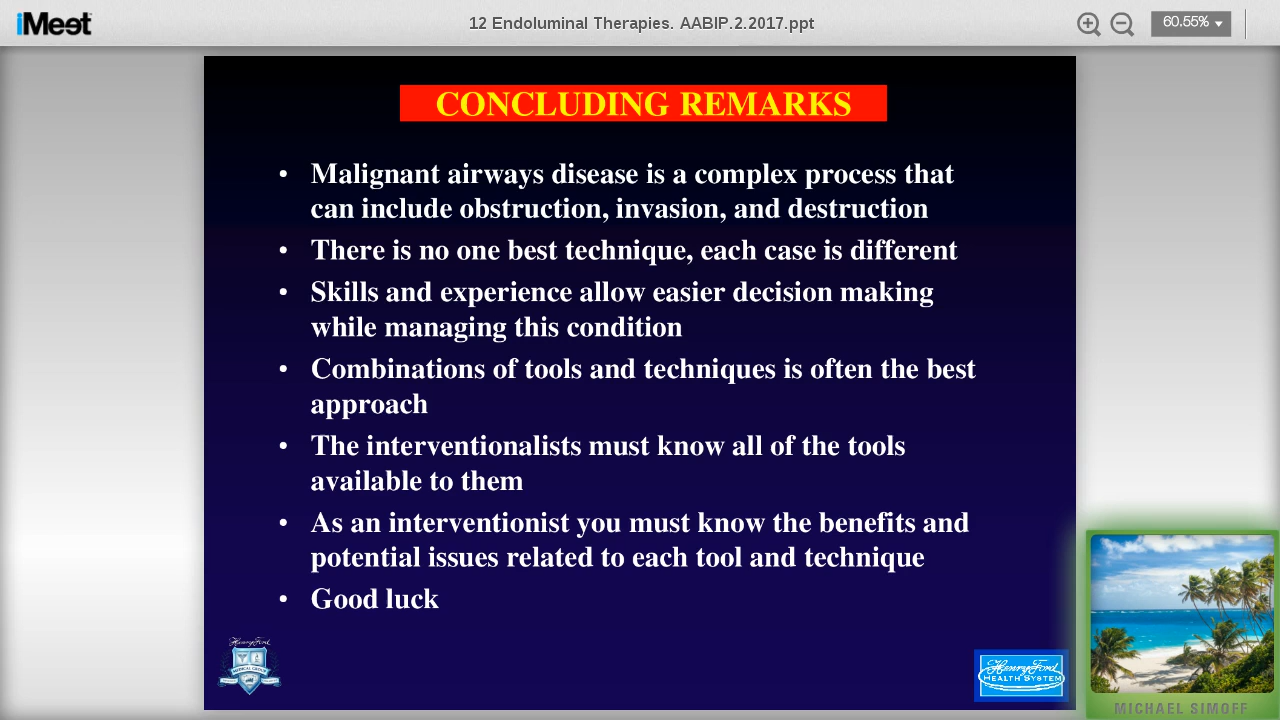 iMeet
12 Endoluminal Therapies. AABIP.2.2017.ppt
60.55%
CONCLUDING REMARKS
• Malignant airways disease is a complex process that
can include obstruction, invasion, and destruction
• There is no one best technique, each case is different
• Skills and experience allow easier decision making
while managing this condition
• Combinations of tools and techniques is often the best
approach
• The interventionalists must know all of the tools
available to them
• As an interventionist you must know the benefits and
potential issues related to each tool and technique
• Good luck
Henry Ford
MEDICAL GROUP
Henry Ford
HEALTH SYSTEM
MICHAEL SIMOFF